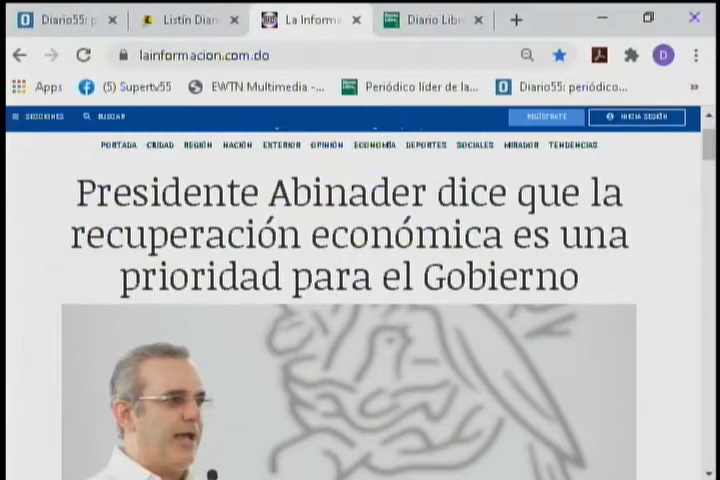 Diario55: p
Listín Diari
La Informa
Diario Libr
lainformacion.com.do
D
Apps
(5) Supertv55
EWTN Multimedia -...
Periódico líder de la...
Diario55: periódico...
SECCIONES
BUSCAR
REGÍSTRATE
INICIA SESIÓN
PORTADA CIUDAD REGIÓN NACIÓN EXTERIOR OPINIÓN ECONOMÍA DEPORTES SOCIALES MIRADOR TENDENCIAS
Presidente Abinader dice que la
recuperación económica es una
prioridad para el Gobierno